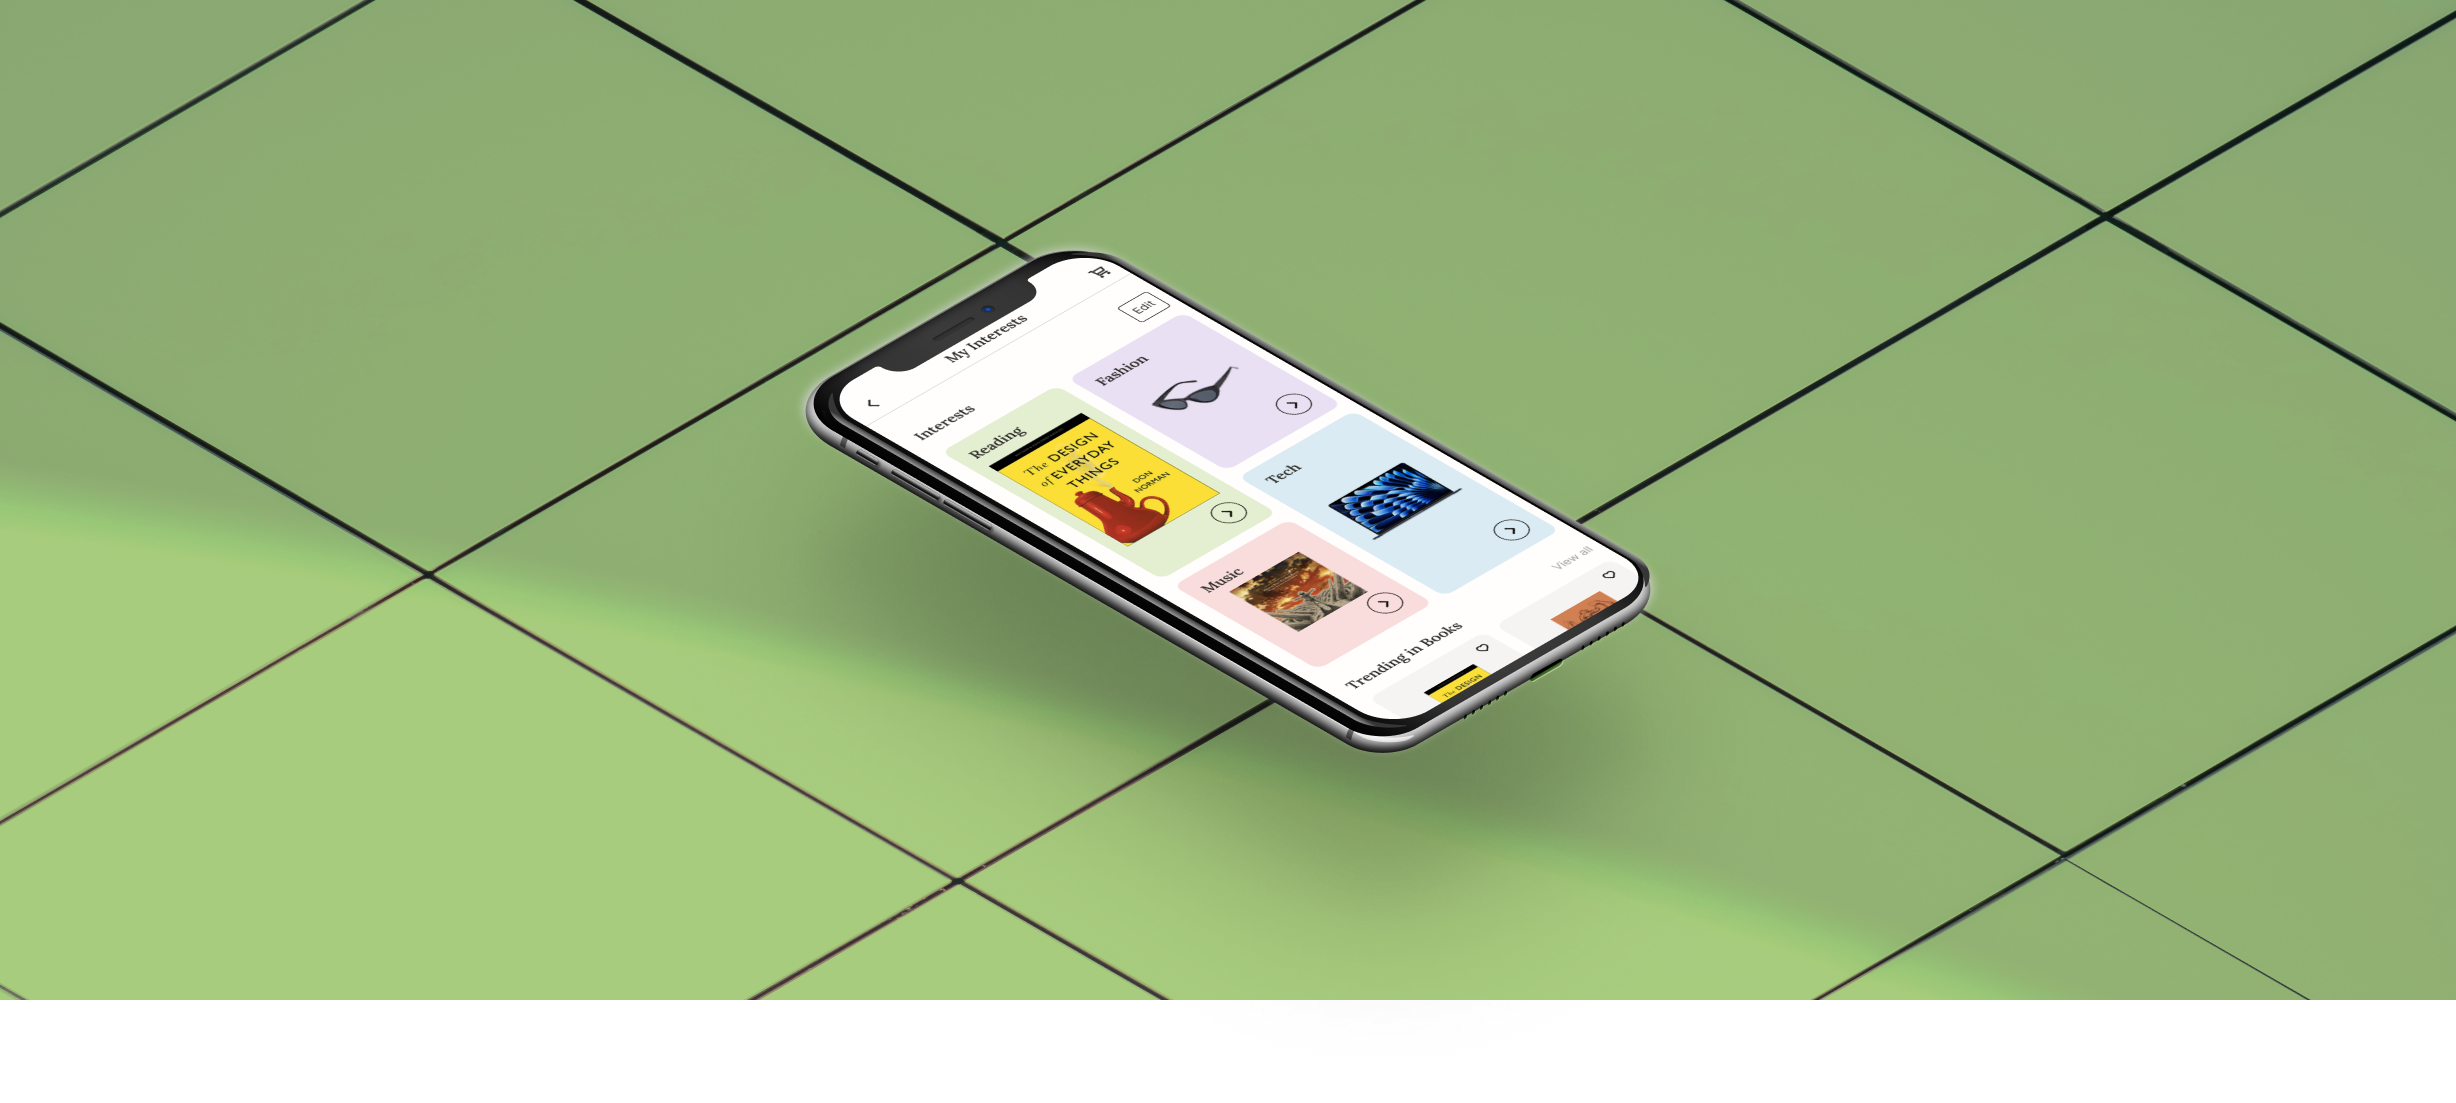 My Interests
Edit
Interests
Reading
The DESIGN
of EVERYDAY
THINGS
DON
NORMAN
Fashion
Tech
Music
Trending in Books
View all
The DESIGN